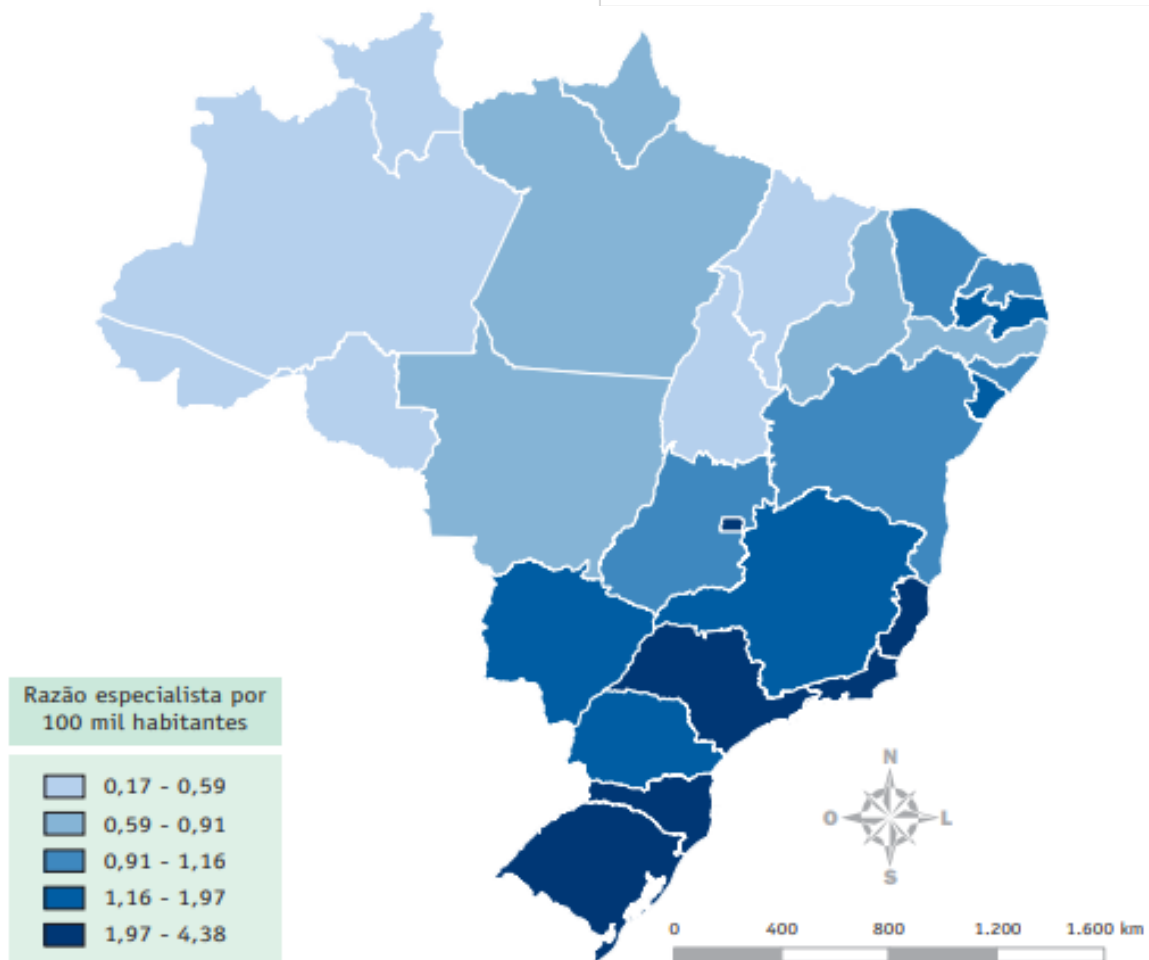 Razão especialista por
100 mil habitantes
0,17 - 0,59
0,59 - 0,91
0,91 - 1,16
1,16 - 1,97
1,97 - 4,38
N
O
L
S
0 400 800 1.200 1.600 km